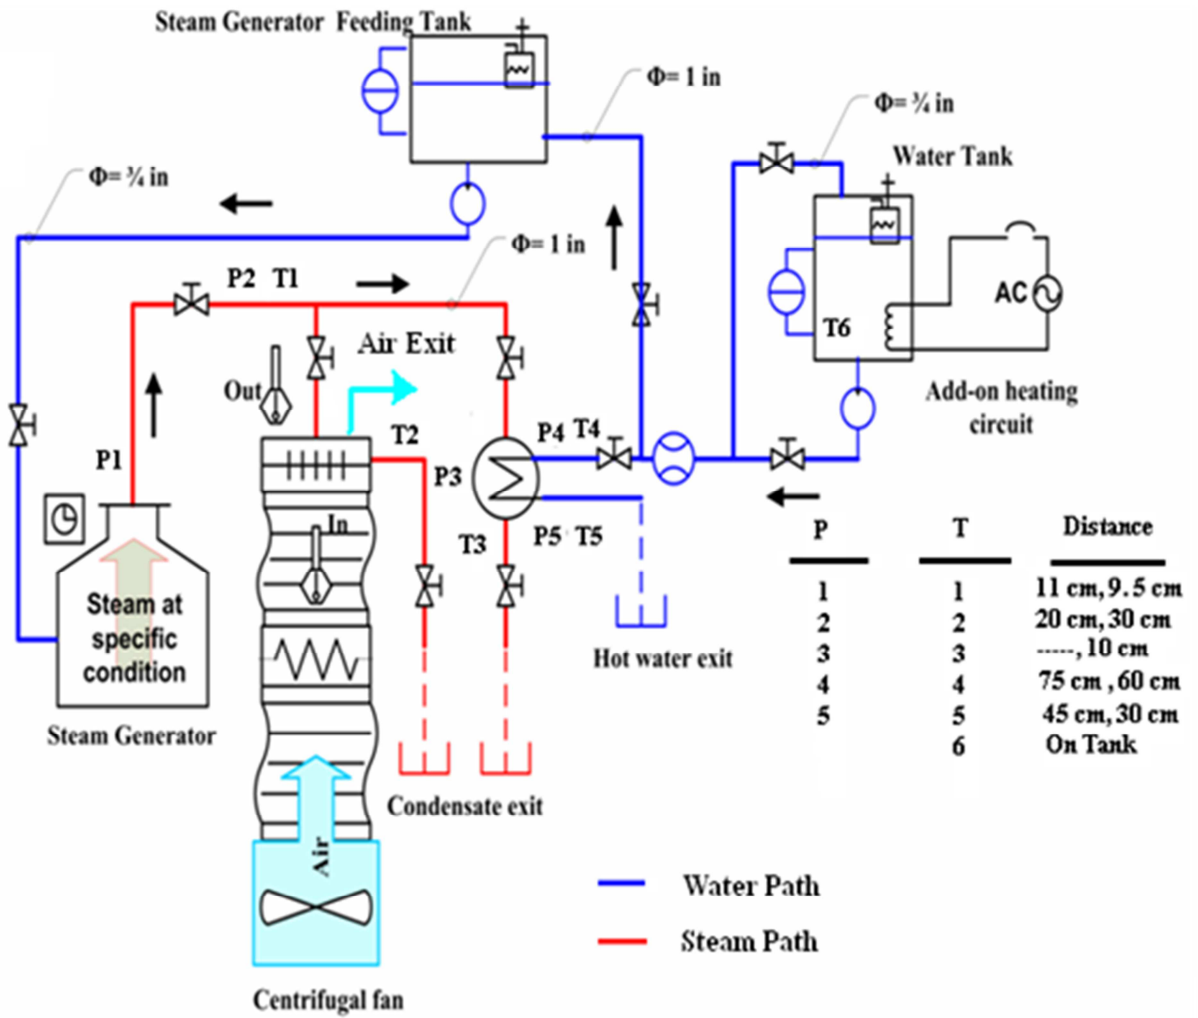 Steam Generator Feeding Tank
Φ= 1 in
Φ= ¾ in
Water Tank
Φ= ¾ in
Φ= 1 in
P2 T1
AC
T6
Air Exit
Out
Add-on heating
circuit
T2
P4 T4
P1
P3
In
T3
P5 T5
Steam at
specific
condition
Hot water exit
Steam Generator
Condensate exit
Air
Centrifugal fan
P T Distance
1 1 11 cm, 9.5 cm
2 2 20 cm, 30 cm
3 3 -----, 10 cm
4 4 75 cm , 60 cm
5 5 45 cm, 30 cm
6 On Tank
Water Path
Steam Path